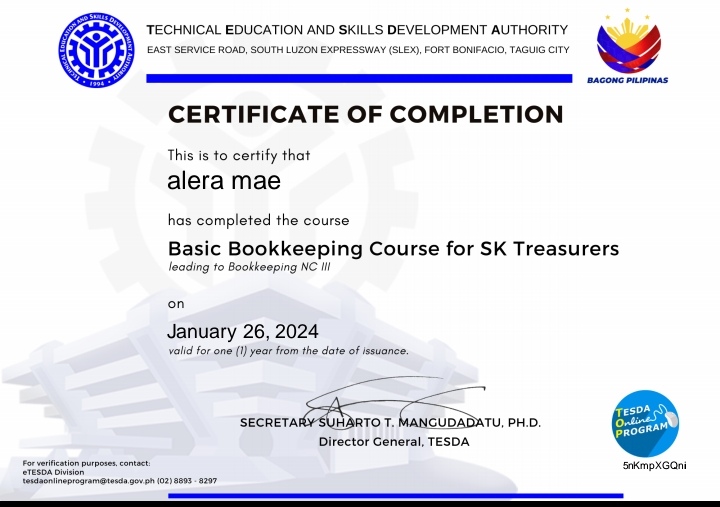 TECHNICAL EDUCATION AND SKILLS DEVELOPMENT AUTHORITY
EAST SERVICE ROAD, SOUTH LUZON EXPRESSWAY (SLEX), FORT BONIFACIO, TAGUIG CITY
TECHNICAL EDUCATION AND SKILLS DEVELOPMENT AUTHORITY
• 1994 •
BAGONG PILIPINAS
CERTIFICATE OF COMPLETION
This is to certify that
alera mae
has completed the course
Basic Bookkeeping Course for SK Treasurers
leading to Bookkeeping NC III
on
January 26, 2024
valid for one (1) year from the date of issuance.
SECRETARY SUHARTO T. MANGUDADATU, PH.D.
Director General, TESDA
TESDA
Online
PROGRAM
5nKmpXGQni
For verification purposes, contact:
eTESDA Division
tesdaonlineprogram@tesda.gov.ph (02) 8893 - 8297